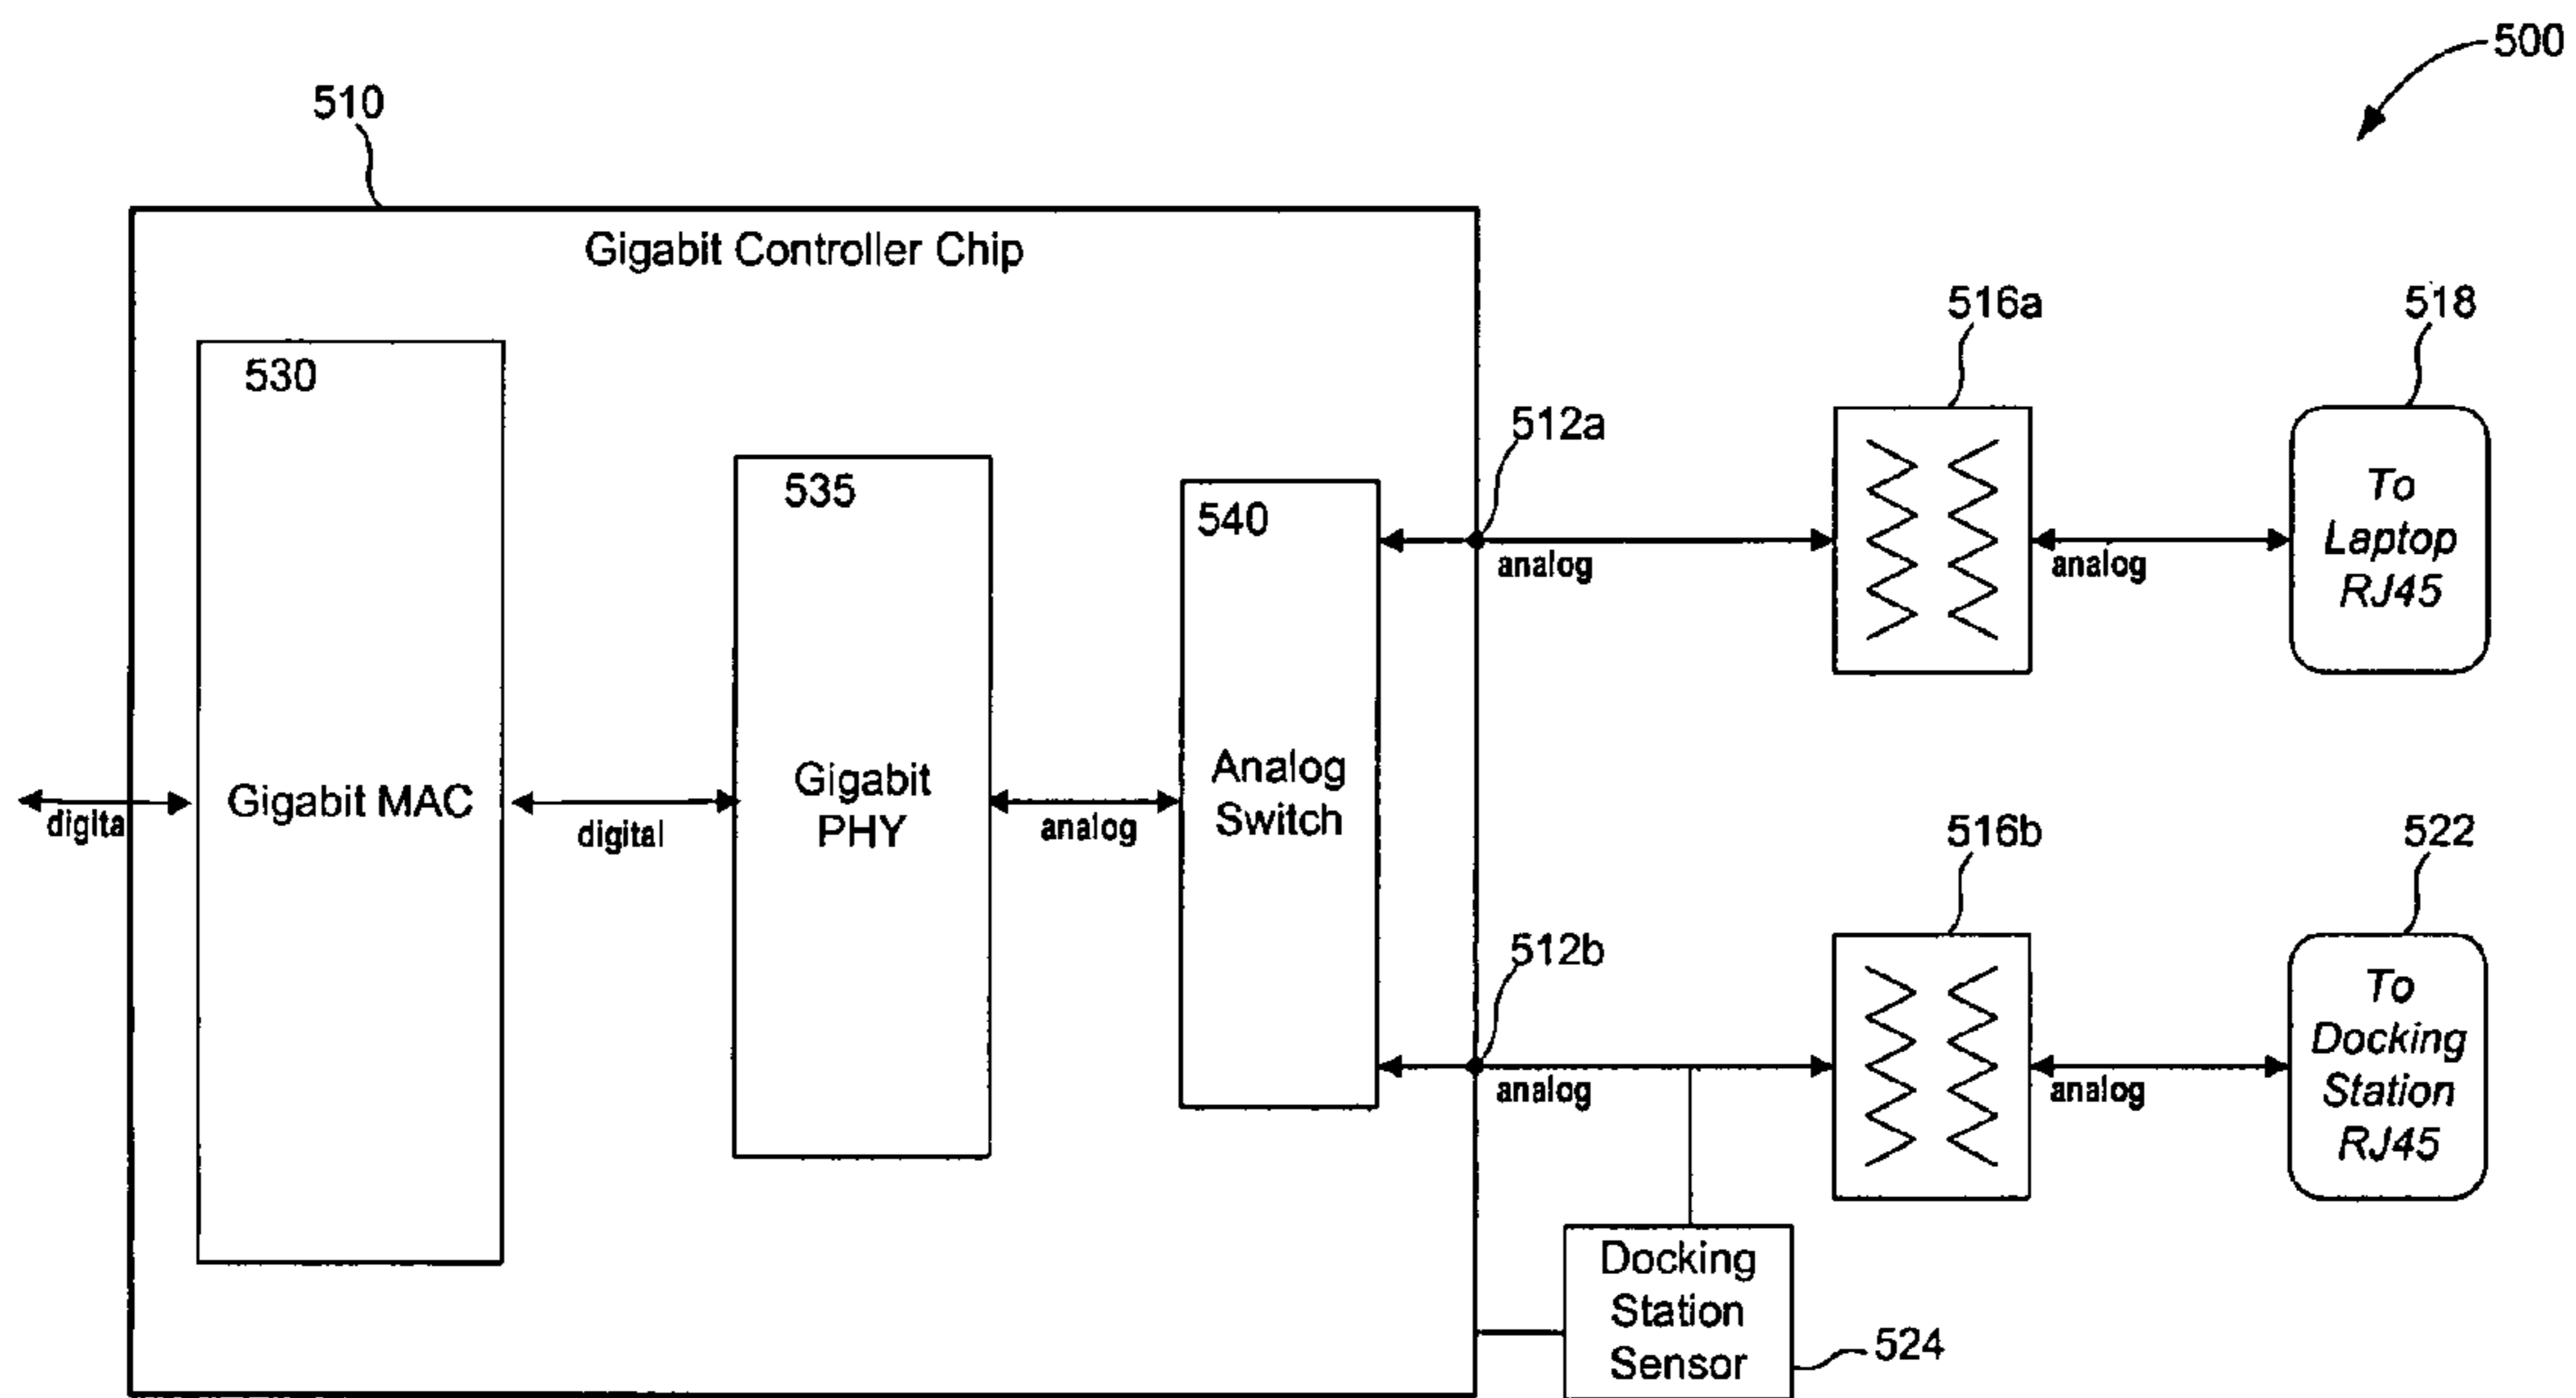 500
510
Gigabit Controller Chip
516a
518
530
512a
535
540
To
Laptop
RJ45
analog
analog
Gigabit MAC
Gigabit
PHY
Analog
Switch
digita
digital
analog
516b
522
512b
To
Docking
Station
RJ45
analog
analog
Docking
Station
Sensor
524